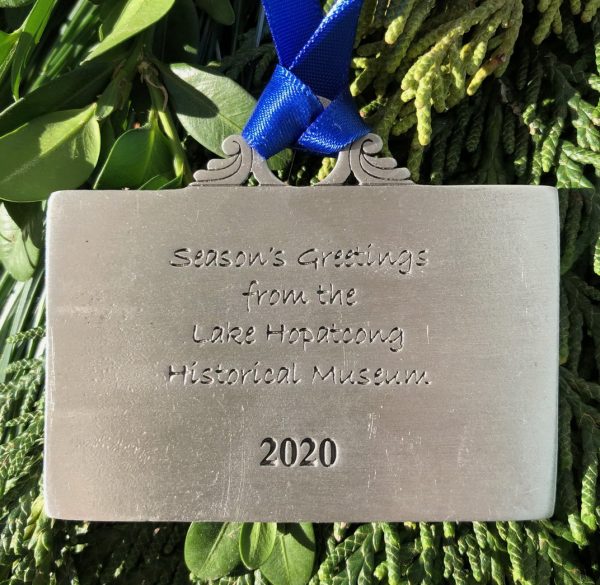 Season's Greetings
from the
Lake Hopatcong
Historical Museum
2020